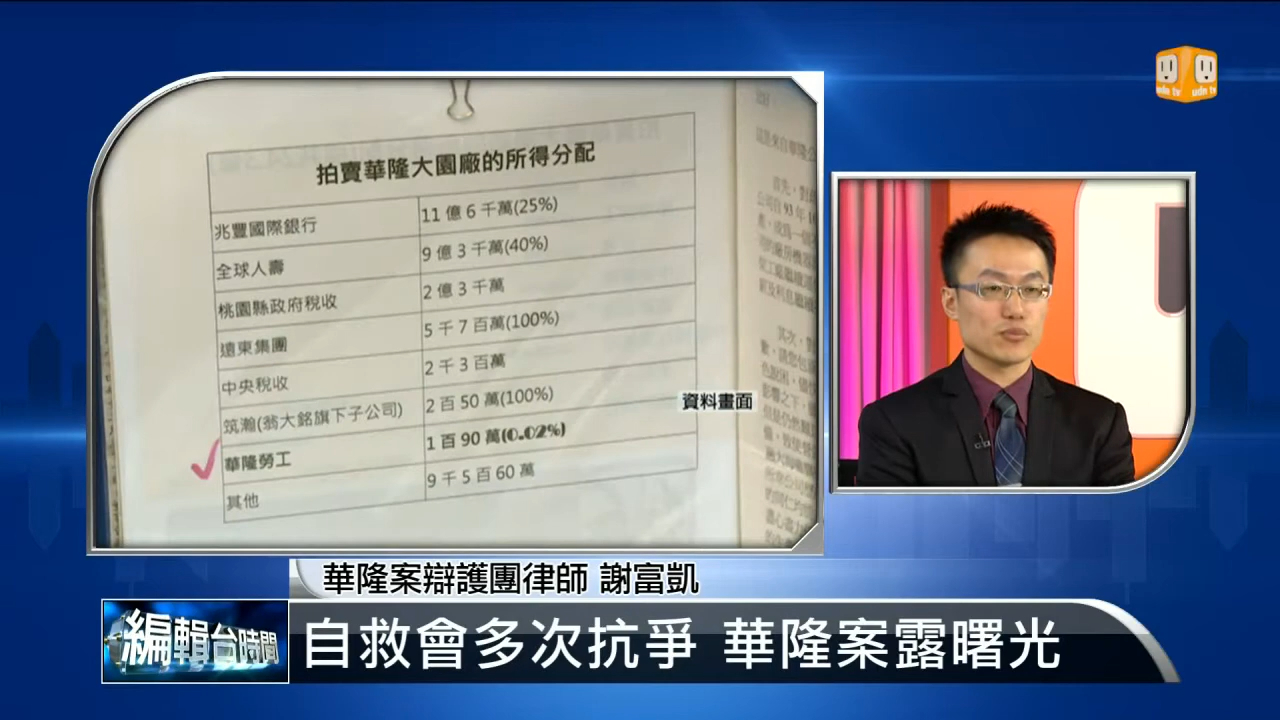 udn tv udn tv
拍賣華隆大園廠的所得分配
兆豐國際銀行 11 億 6 千萬(25%)
全球人壽 9 億 3 千萬(40%)
桃園縣政府稅收 2 億 3 千萬
遠東集團 5 千 7 百萬(100%)
中央稅收 2 千 3 百萬
筑瀚(翁大銘旗下子公司) 2 百 50 萬(100%)
華隆勞工 1 百 90 萬(0.02%)
其他 9 千 5 百 60 萬
資料畫面
華隆案辯護團律師 謝富凱
編輯台時間
自救會多次抗爭 華隆案露曙光